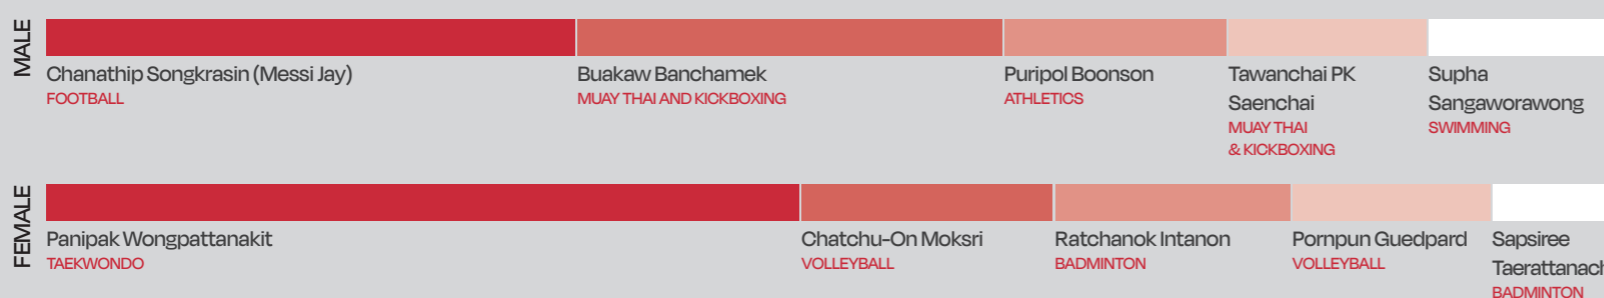 MALE
Chanathip Songkrasin (Messi Jay)
FOOTBALL
Buakaw Banchamek
MUAY THAI AND KICKBOXING
Puripol Boonson
ATHLETICS
Tawanchai PK
Saenchai
MUAY THAI
& KICKBOXING
Supha
Sangaworawong
SWIMMING
FEMALE
Panipak Wongpattanakit
TAEKWONDO
Chatchu-On Moksri
VOLLEYBALL
Ratchanok Intanon
BADMINTON
Pornpun Guedpard
VOLLEYBALL
Sapsiree
BADMINTON